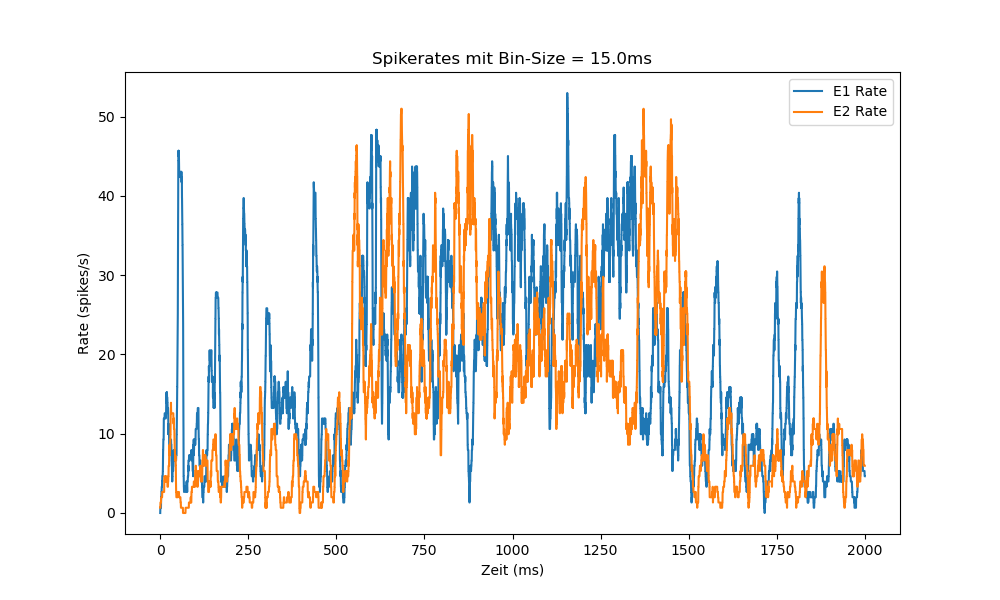 Spikerates mit Bin-Size = 15.0ms
E1 Rate
E2 Rate
Rate (spikes/s)
50
40
30
20
10
0
0 250 500 750 1000 1250 1500 1750 2000
Zeit (ms)